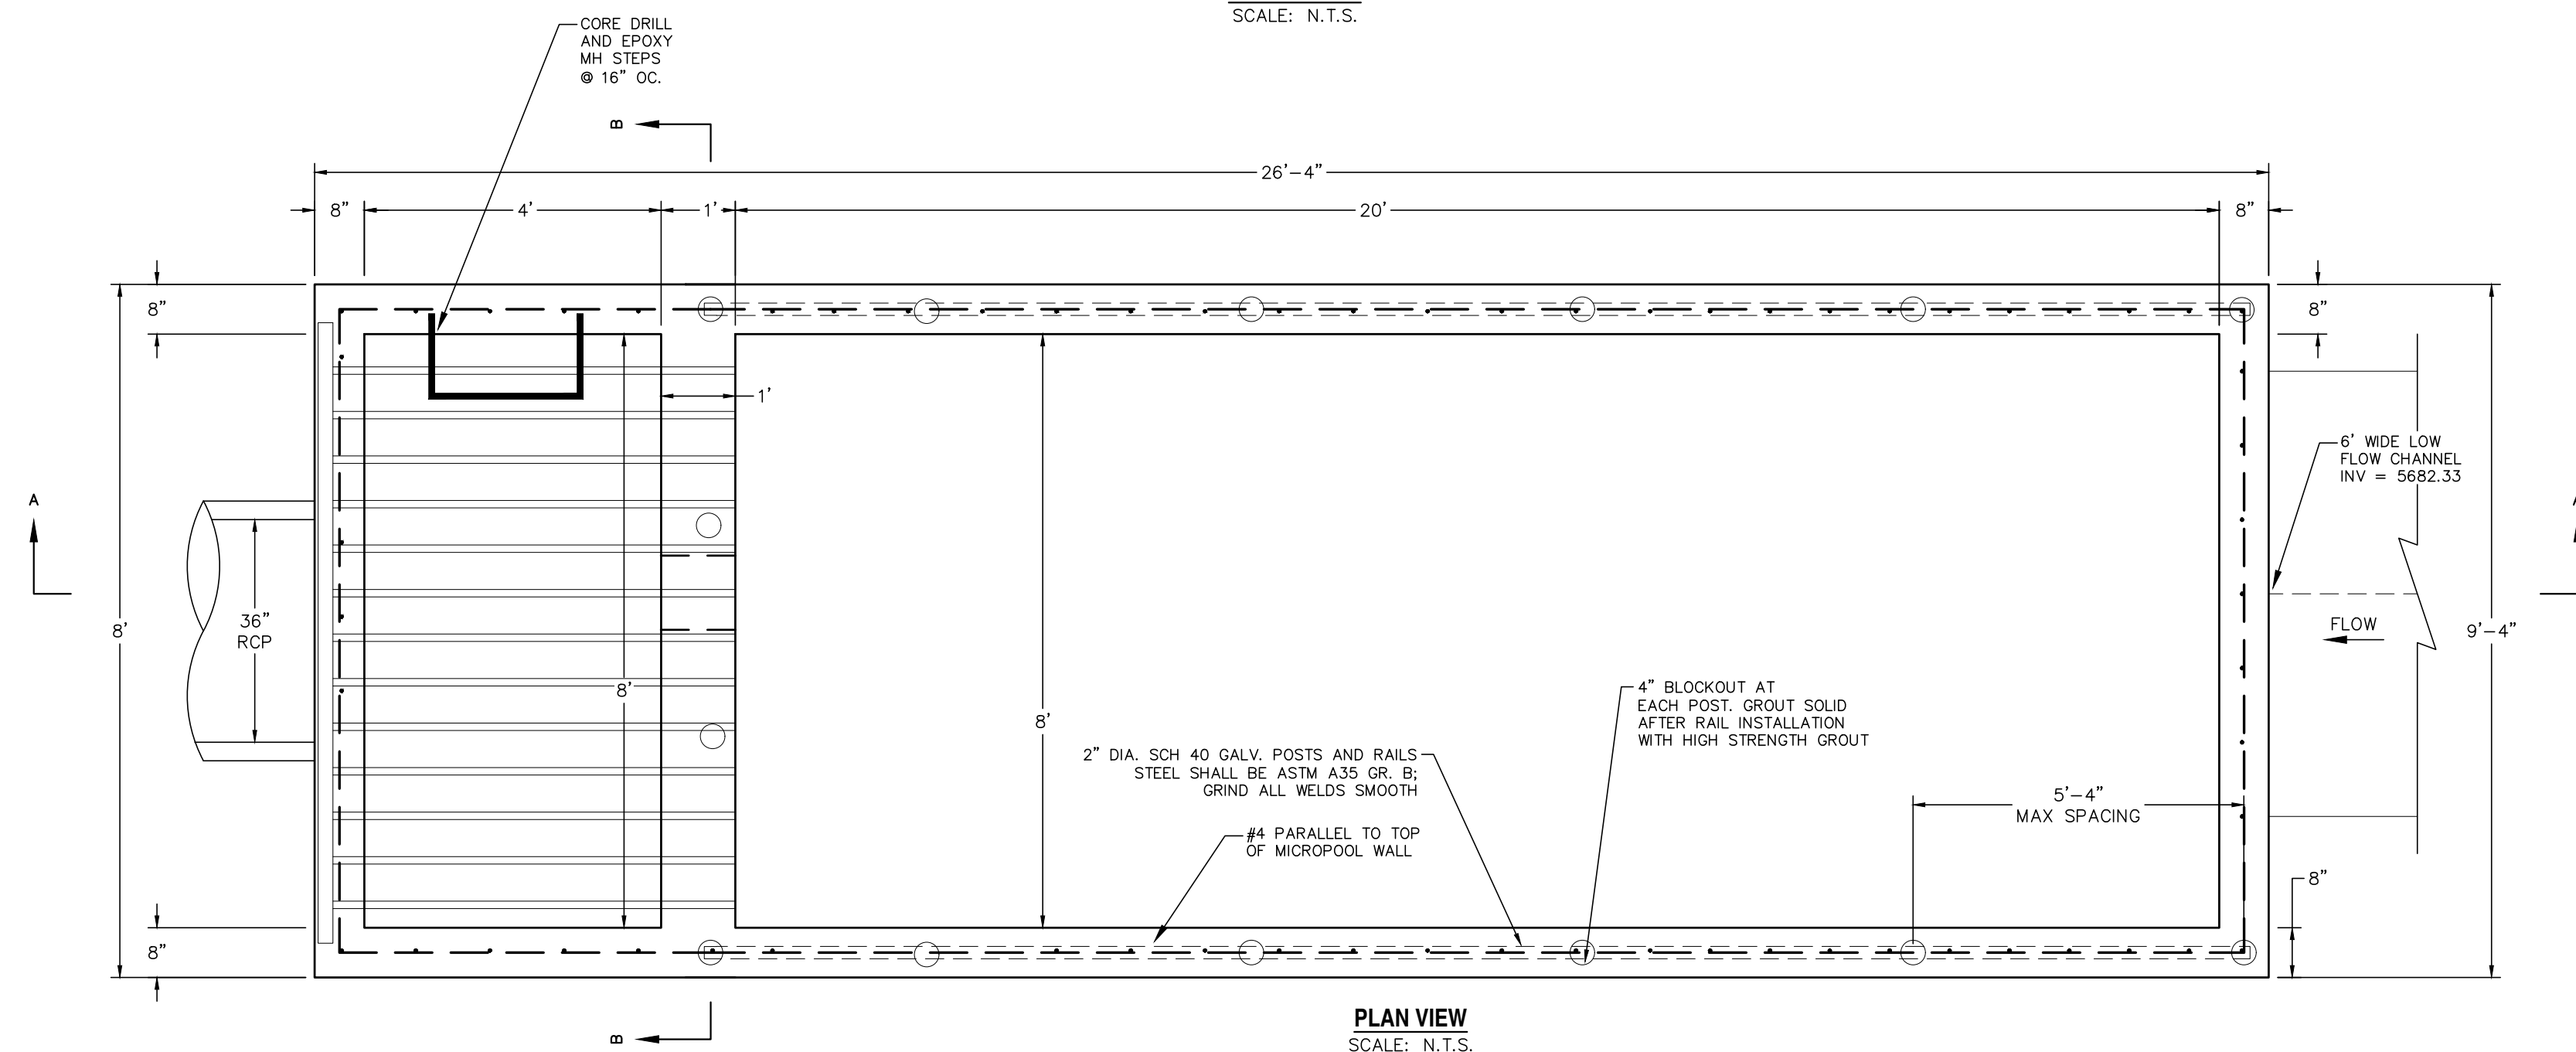 SCALE: N.T.S.
CORE DRILL
AND EPOXY
MH STEPS
@ 16" OC.
B
26'-4"
8"
4'
1'
20'
8"
8"
8"
1'
6' WIDE LOW
FLOW CHANNEL
INV = 5682.33
A
A
36"
RCP
8'
8'
8'
FLOW
9'-4"
4" BLOCKOUT AT
EACH POST. GROUT SOLID
AFTER RAIL INSTALLATION
WITH HIGH STRENGTH GROUT
2" DIA. SCH 40 GALV. POSTS AND RAILS
STEEL SHALL BE ASTM A35 GR. B;
GRIND ALL WELDS SMOOTH
5'-4"
MAX SPACING
#4 PARALLEL TO TOP
OF MICROPOOL WALL
8"
8"
B
PLAN VIEW
SCALE: N.T.S.